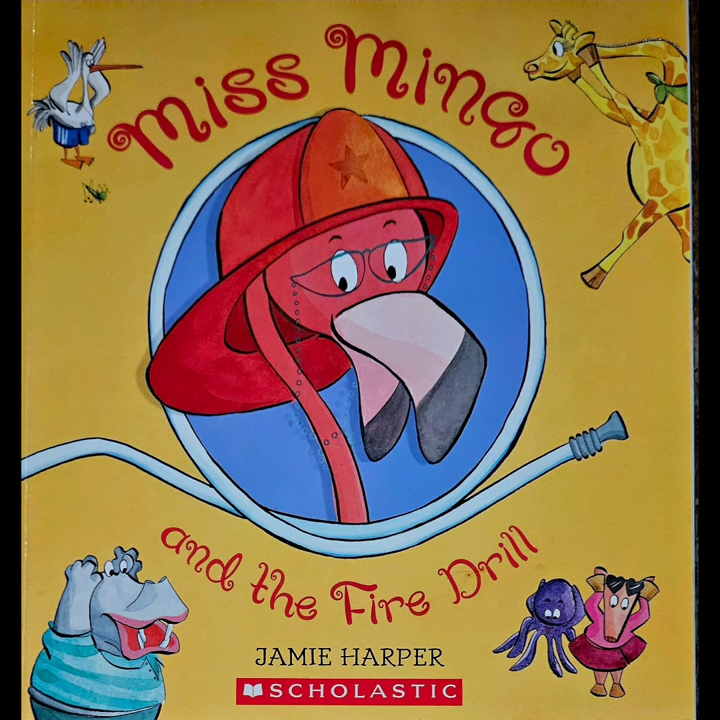 Miss Mingo
and the Fire Drill
JAMIE HARPER
SCHOLASTIC